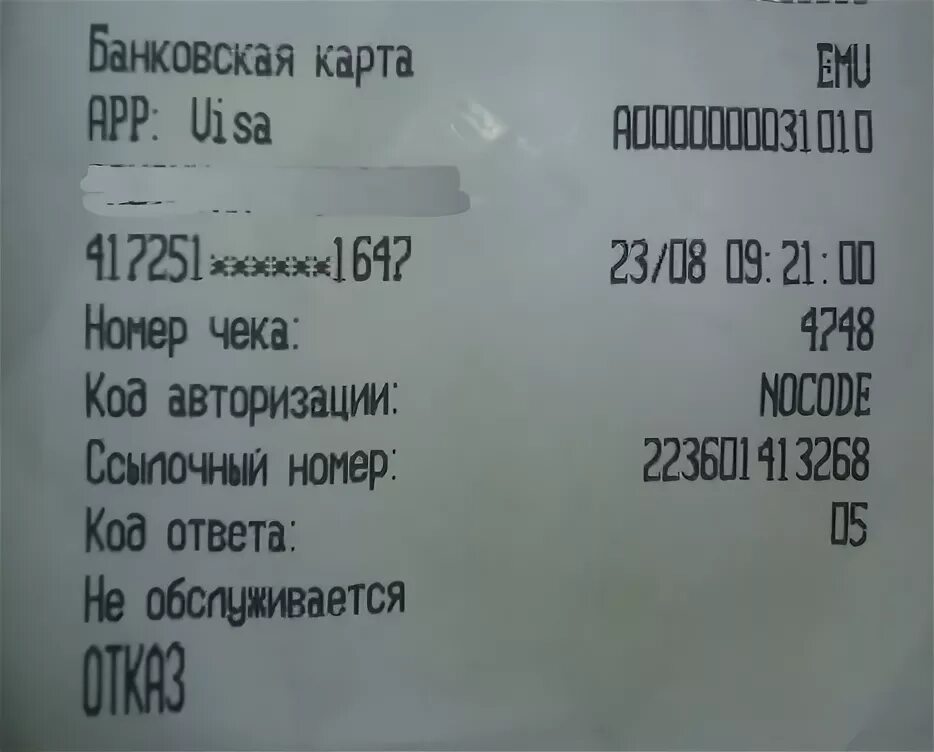 Банковская карта EMV
APP: Visa A0000000031010
417251******1647 23/08 09:21:00
Номер чека: 4748
Код авторизации: NOCODE
Ссылочный номер: 223601413268
Код ответа: 05
Не обслуживается
ОТКАЗ